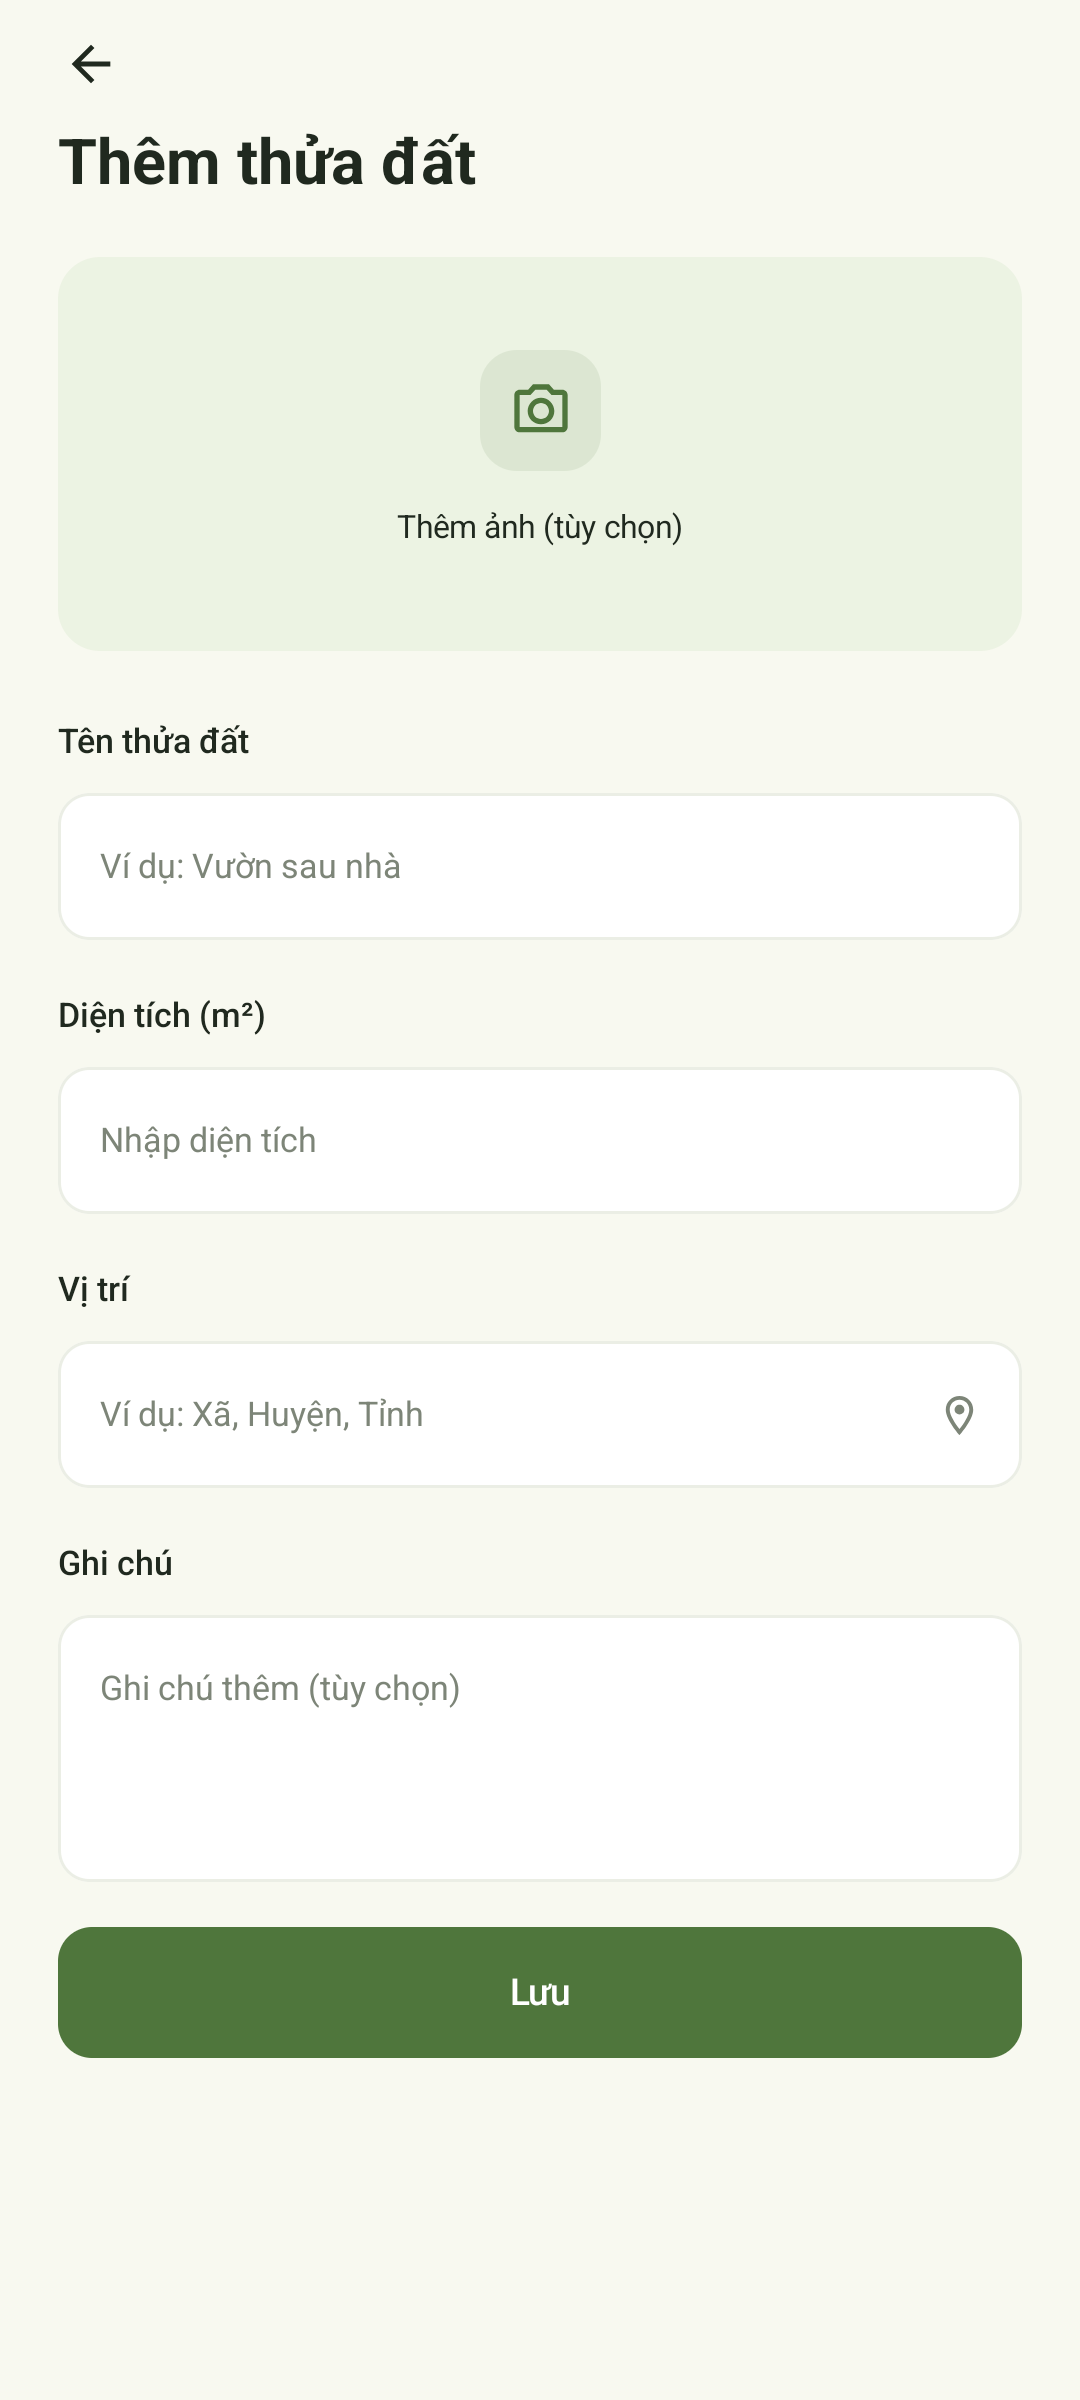 Thêm thửa đất
Thêm ảnh (tùy chọn)
Tên thửa đất
Ví dụ: Vườn sau nhà
Diện tích (m²)
Nhập diện tích
Vị trí
Ví dụ: Xã, Huyện, Tỉnh
Ghi chú
Ghi chú thêm (tùy chọn)
Lưu